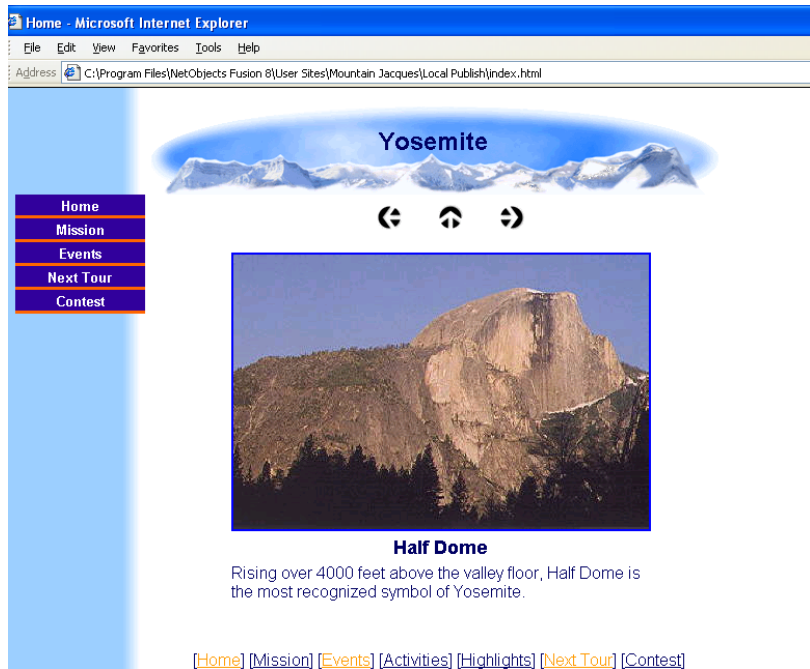 Home - Microsoft Internet Explorer
File Edit View Favorites Tools Help
Address C:\Program Files\NetObjects Fusion 8\User Sites\Mountain Jacques\Local Publish\index.html
Yosemite
Home
Mission
Events
Next Tour
Contest
Half Dome
Rising over 4000 feet above the valley floor, Half Dome is
the most recognized symbol of Yosemite.
[Home] [Mission] [Events] [Activities] [Highlights] [Next Tour] [Contest]